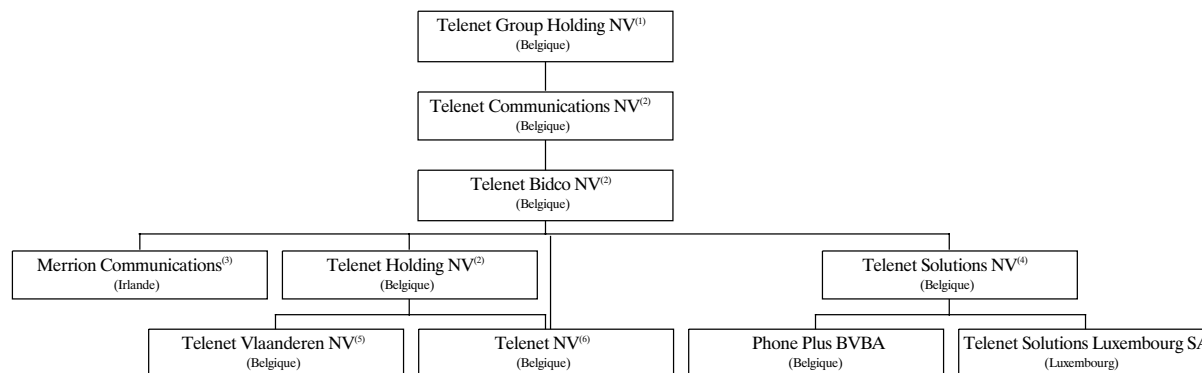 Telenet Group Holding NV(1)
(Belgique)
Telenet Communications NV(2)
(Belgique)
Telenet Bidco NV(2)
(Belgique)
Merrion Communications(3)
(Irlande)
Telenet Holding NV(2)
(Belgique)
Telenet Solutions NV(4)
(Belgique)
Telenet Vlaanderen NV(5)
(Belgique)
Telenet NV(6)
(Belgique)
Phone Plus BVBA
(Belgique)
Telenet Solutions Luxembourg SA
(Luxembourg)